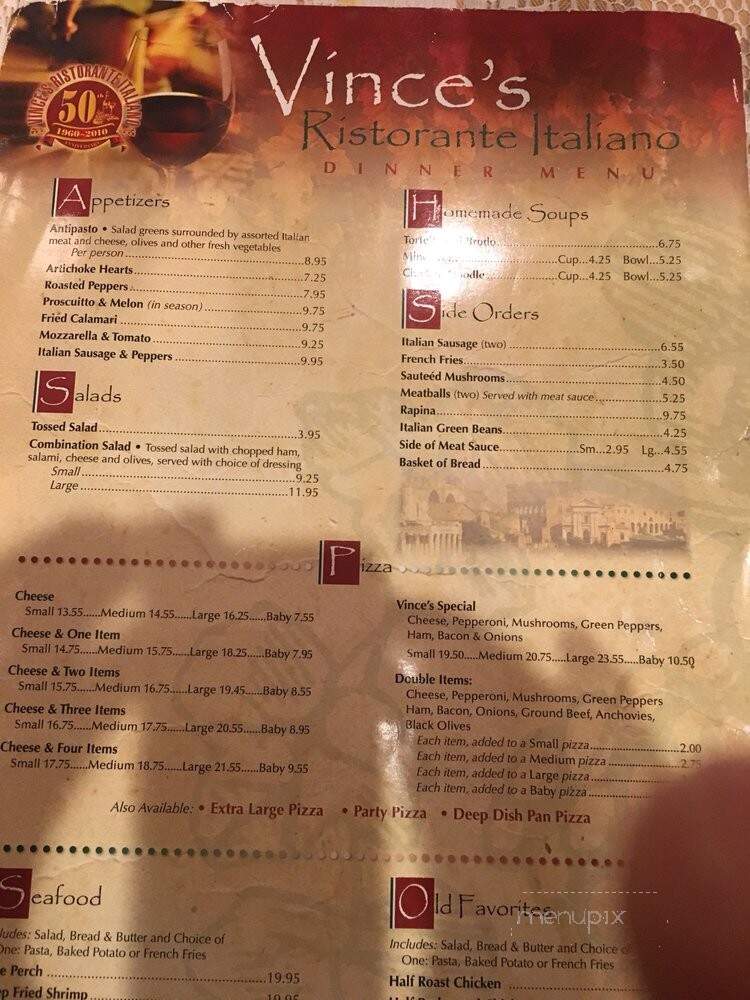 VINCE'S RISTORANTE ITALIANO
50th
1960-2010
ANNIVERSARY
Vince's
Ristorante Italiano
DINNER MENU
Appetizers
Antipasto • Salad greens surrounded by assorted Italian
meat and cheese, olives and other fresh vegetables
Per person 8.95
Artichoke Hearts 7.25
Roasted Peppers 7.95
Proscuitto & Melon (in season) 9.75
Fried Calamari 9.75
Mozzarella & Tomato 9.25
Italian Sausage & Peppers 9.95
Salads
Tossed Salad 3.95
Combination Salad • Tossed salad with chopped ham,
salami, cheese and olives, served with choice of dressing
Small 9.25
Large 11.95
Homemade Soups
Brodo 6.75
Cup...4.25 Bowl...5.25
Noodle Cup...4.25 Bowl...5.25
Side Orders
Italian Sausage (two) 6.55
French Fries 3.50
Sauteéd Mushrooms 4.50
Meatballs (two) Served with meat sauce 5.25
Rapina 9.75
Italian Green Beans 4.25
Side of Meat Sauce Sm...2.95 Lg...4.55
Basket of Bread 4.75
Pizza
Cheese
Small 13.55......Medium 14.55......Large 16.25......Baby 7.55
Cheese & One Item
Small 14.75......Medium 15.75......Large 18.25......Baby 7.95
Cheese & Two Items
Small 15.75......Medium 16.75......Large 19.45......Baby 8.55
Cheese & Three Items
Small 16.75......Medium 17.75......Large 20.55......Baby 8.95
Cheese & Four Items
Small 17.75......Medium 18.75......Large 21.55......Baby 9.55
Vince's Special
Cheese, Pepperoni, Mushrooms, Green Peppers,
Ham, Bacon & Onions
Small 19.50.....Medium 20.75.....Large 23.55.....Baby 10.50
Double Items:
Cheese, Pepperoni, Mushrooms, Green Peppers
Ham, Bacon, Onions, Ground Beef, Anchovies,
Black Olives
Each item, added to a Small pizza 2.00
Each item, added to a Medium pizza 2.75
Each item, added to a Large pizza
Each item, added to a Baby pizza
Also Available: • Extra Large Pizza • Party Pizza • Deep Dish Pan Pizza
Seafood
Salad, Bread & Butter and Choice of
One: Pasta, Baked Potato or French Fries
Perch 19.95
Fried Shrimp 19.95
Old Favorites
Includes: Salad, Bread & Butter and Choice
One: Pasta, Baked Potato or French Fries
Half Roast Chicken
menupix